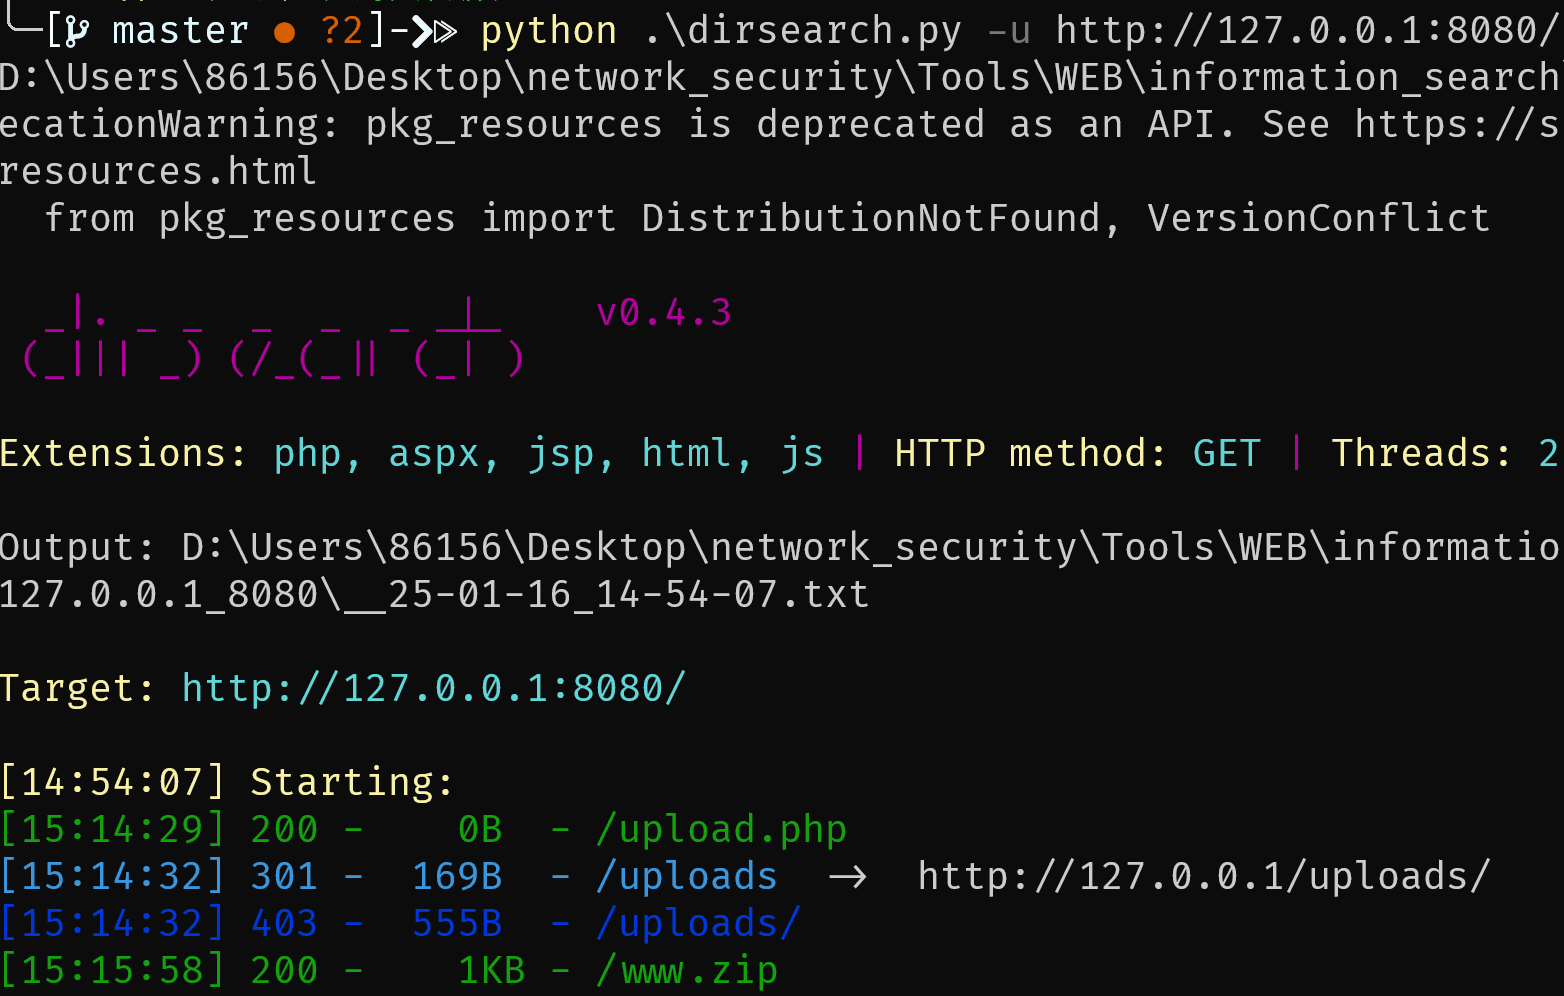 [ master ● ?2]-❯⨠ python .\dirsearch.py -u http://127.0.0.1:8080/
D:\Users\86156\Desktop\network_security\Tools\WEB\information_search
ecationWarning: pkg_resources is deprecated as an API. See https://s
resources.html
  from pkg_resources import DistributionNotFound, VersionConflict
  _|. _ _  _  _  _ _|_    v0.4.3
 (_||| _) (/_(_|| (_| )
Extensions: php, aspx, jsp, html, js | HTTP method: GET | Threads: 2
Output: D:\Users\86156\Desktop\network_security\Tools\WEB\informatio
127.0.0.1_8080\__25-01-16_14-54-07.txt
Target: http://127.0.0.1:8080/
[14:54:07] Starting:
[15:14:29] 200 -    0B  - /upload.php
[15:14:32] 301 -  169B  - /uploads  ->  http://127.0.0.1/uploads/
[15:14:32] 403 -  555B  - /uploads/
[15:15:58] 200 -    1KB - /www.zip